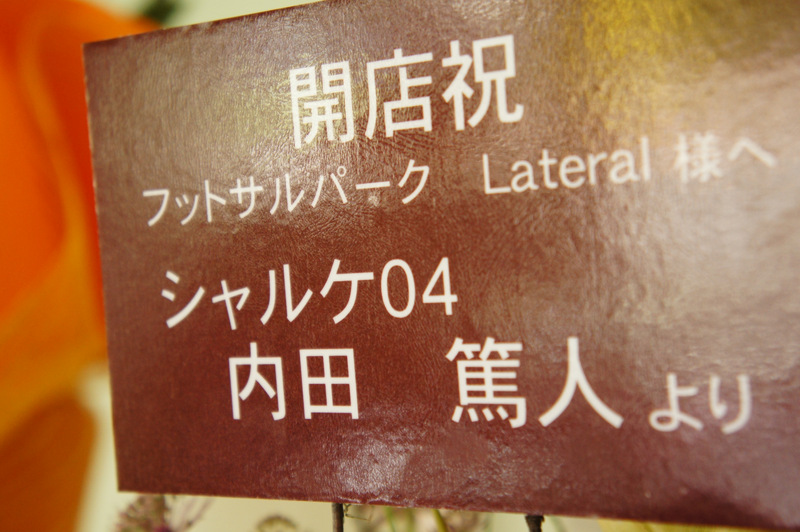 開店祝
フットサルパーク　Lateral 様へ
シャルケ04
内田　篤人 より